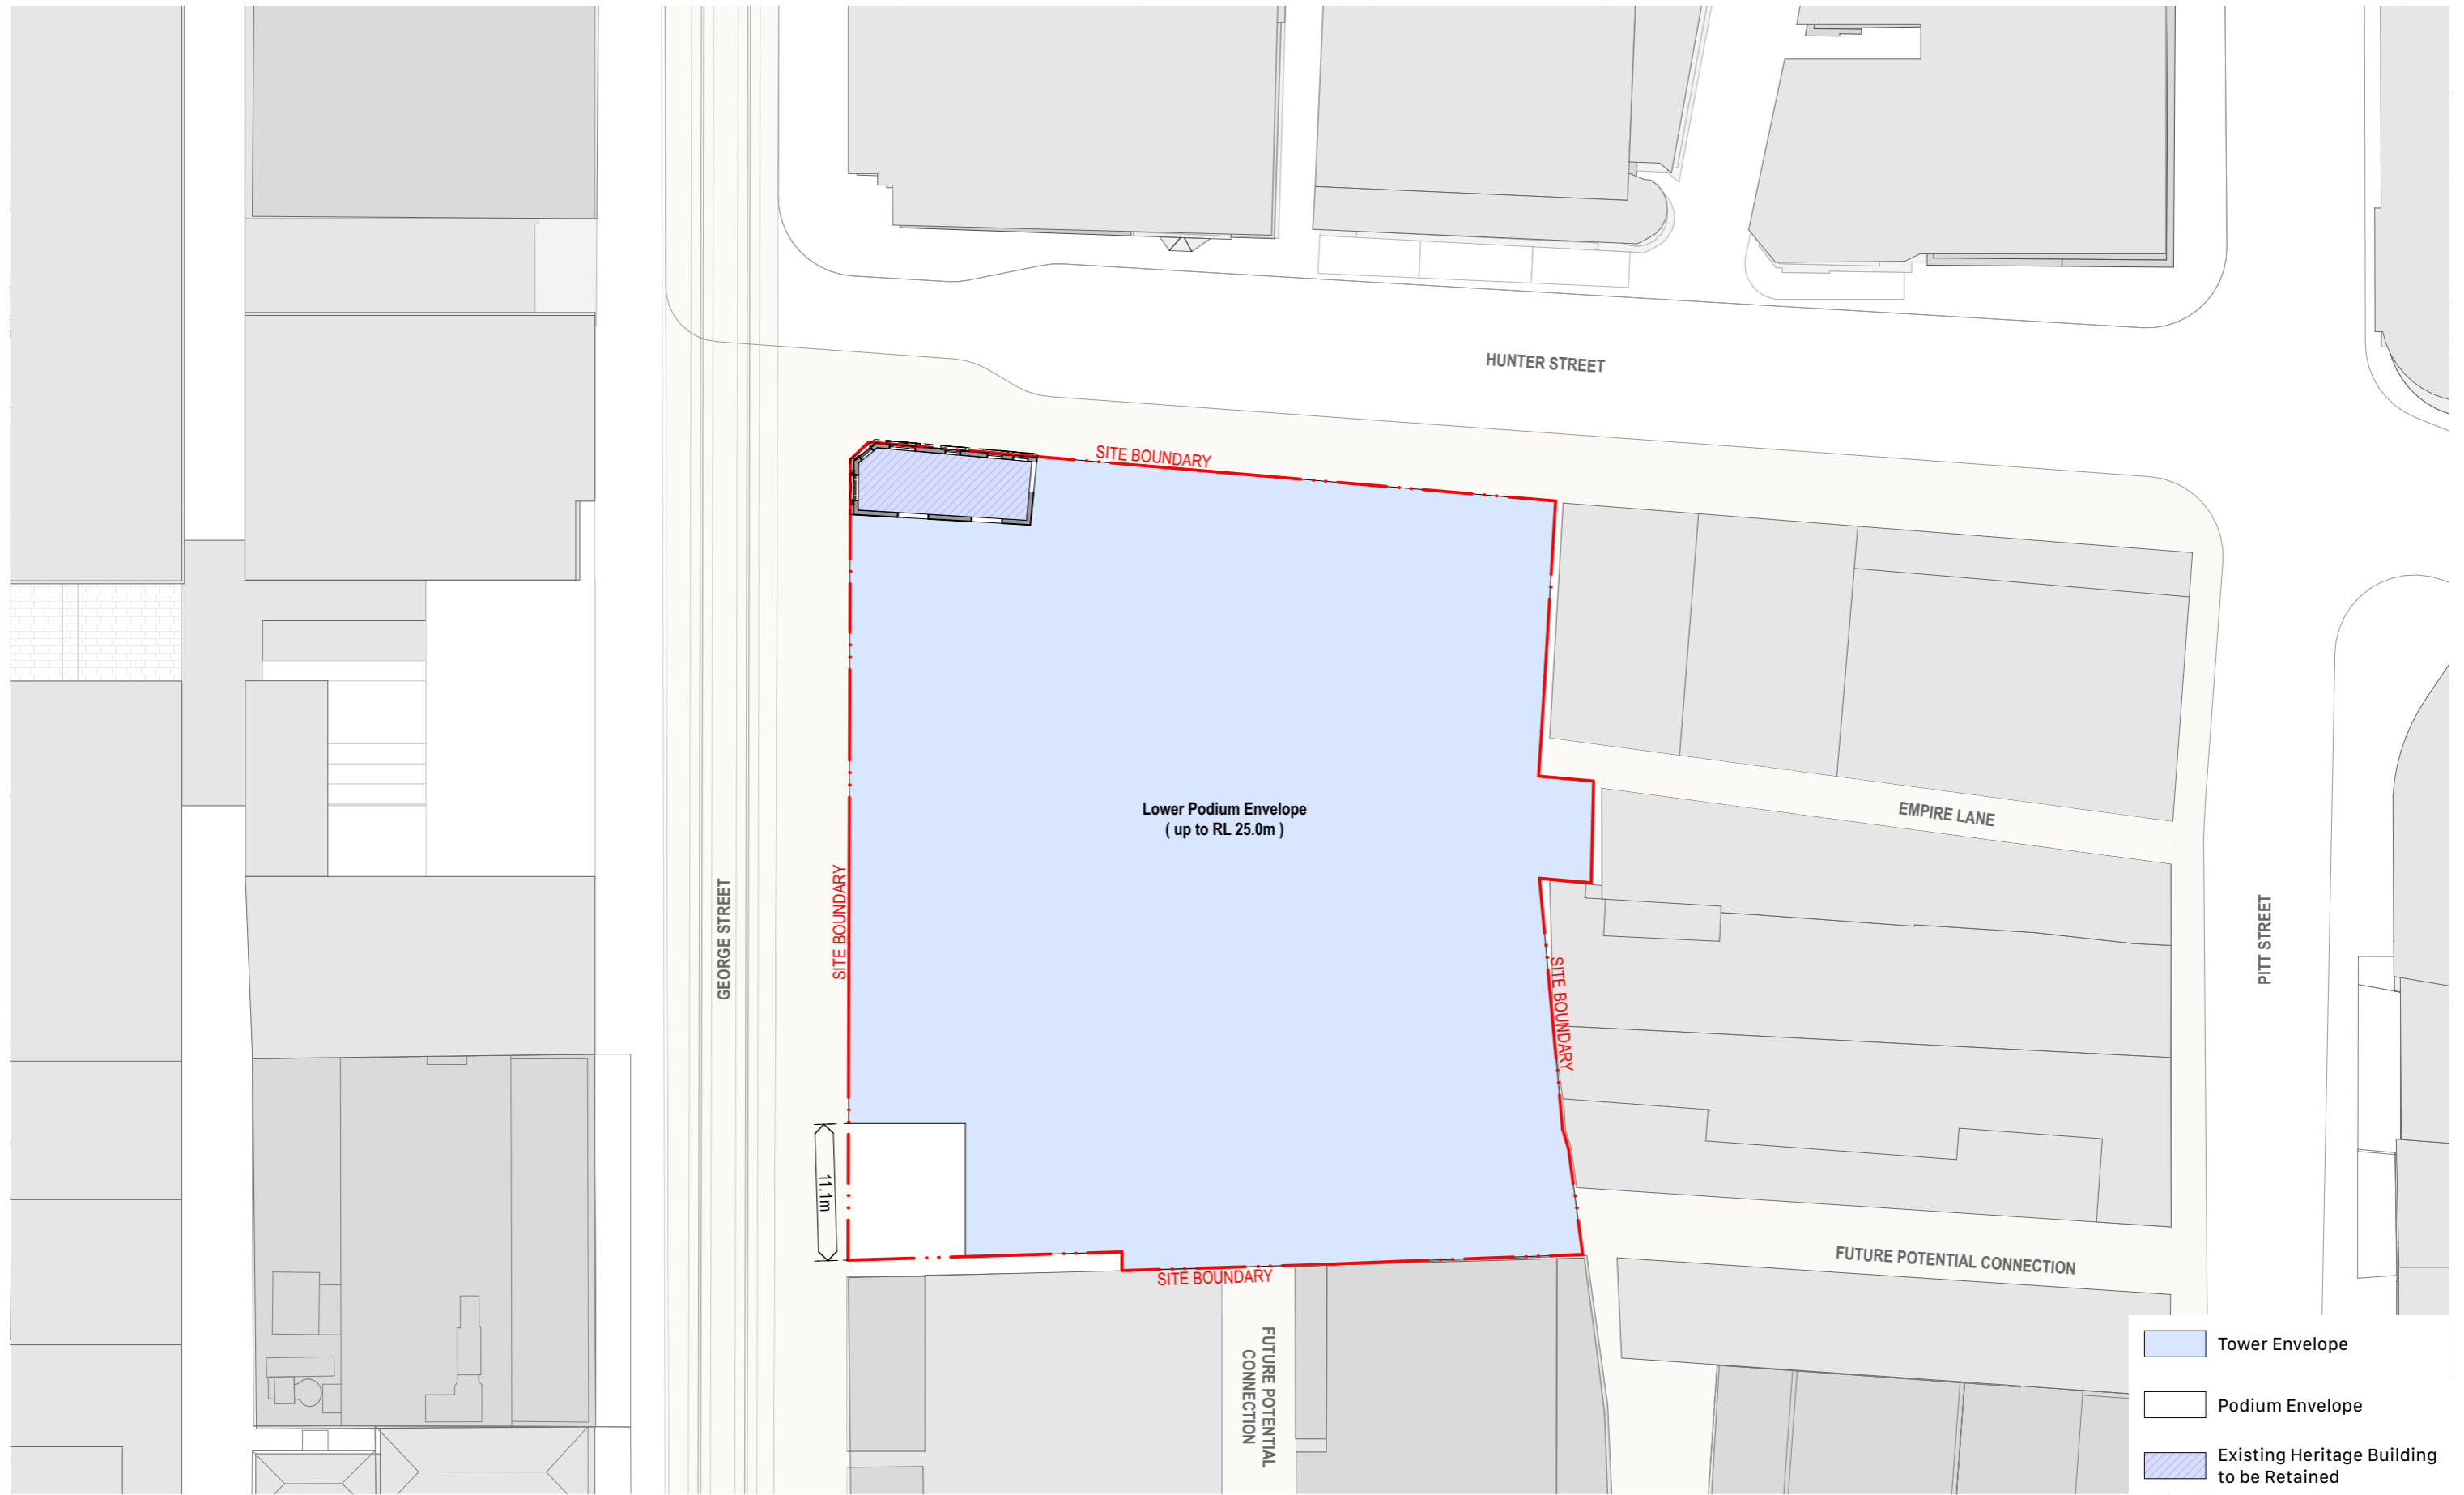 HUNTER STREET
SITE BOUNDARY
Lower Podium Envelope
( up to RL 25.0m )
EMPIRE LANE
SITE BOUNDARY
GEORGE STREET
PITT STREET
SITE BOUNDARY
11.1m
FUTURE POTENTIAL CONNECTION
SITE BOUNDARY
FUTURE POTENTIAL
CONNECTION
Tower Envelope
Podium Envelope
Existing Heritage Building
to be Retained